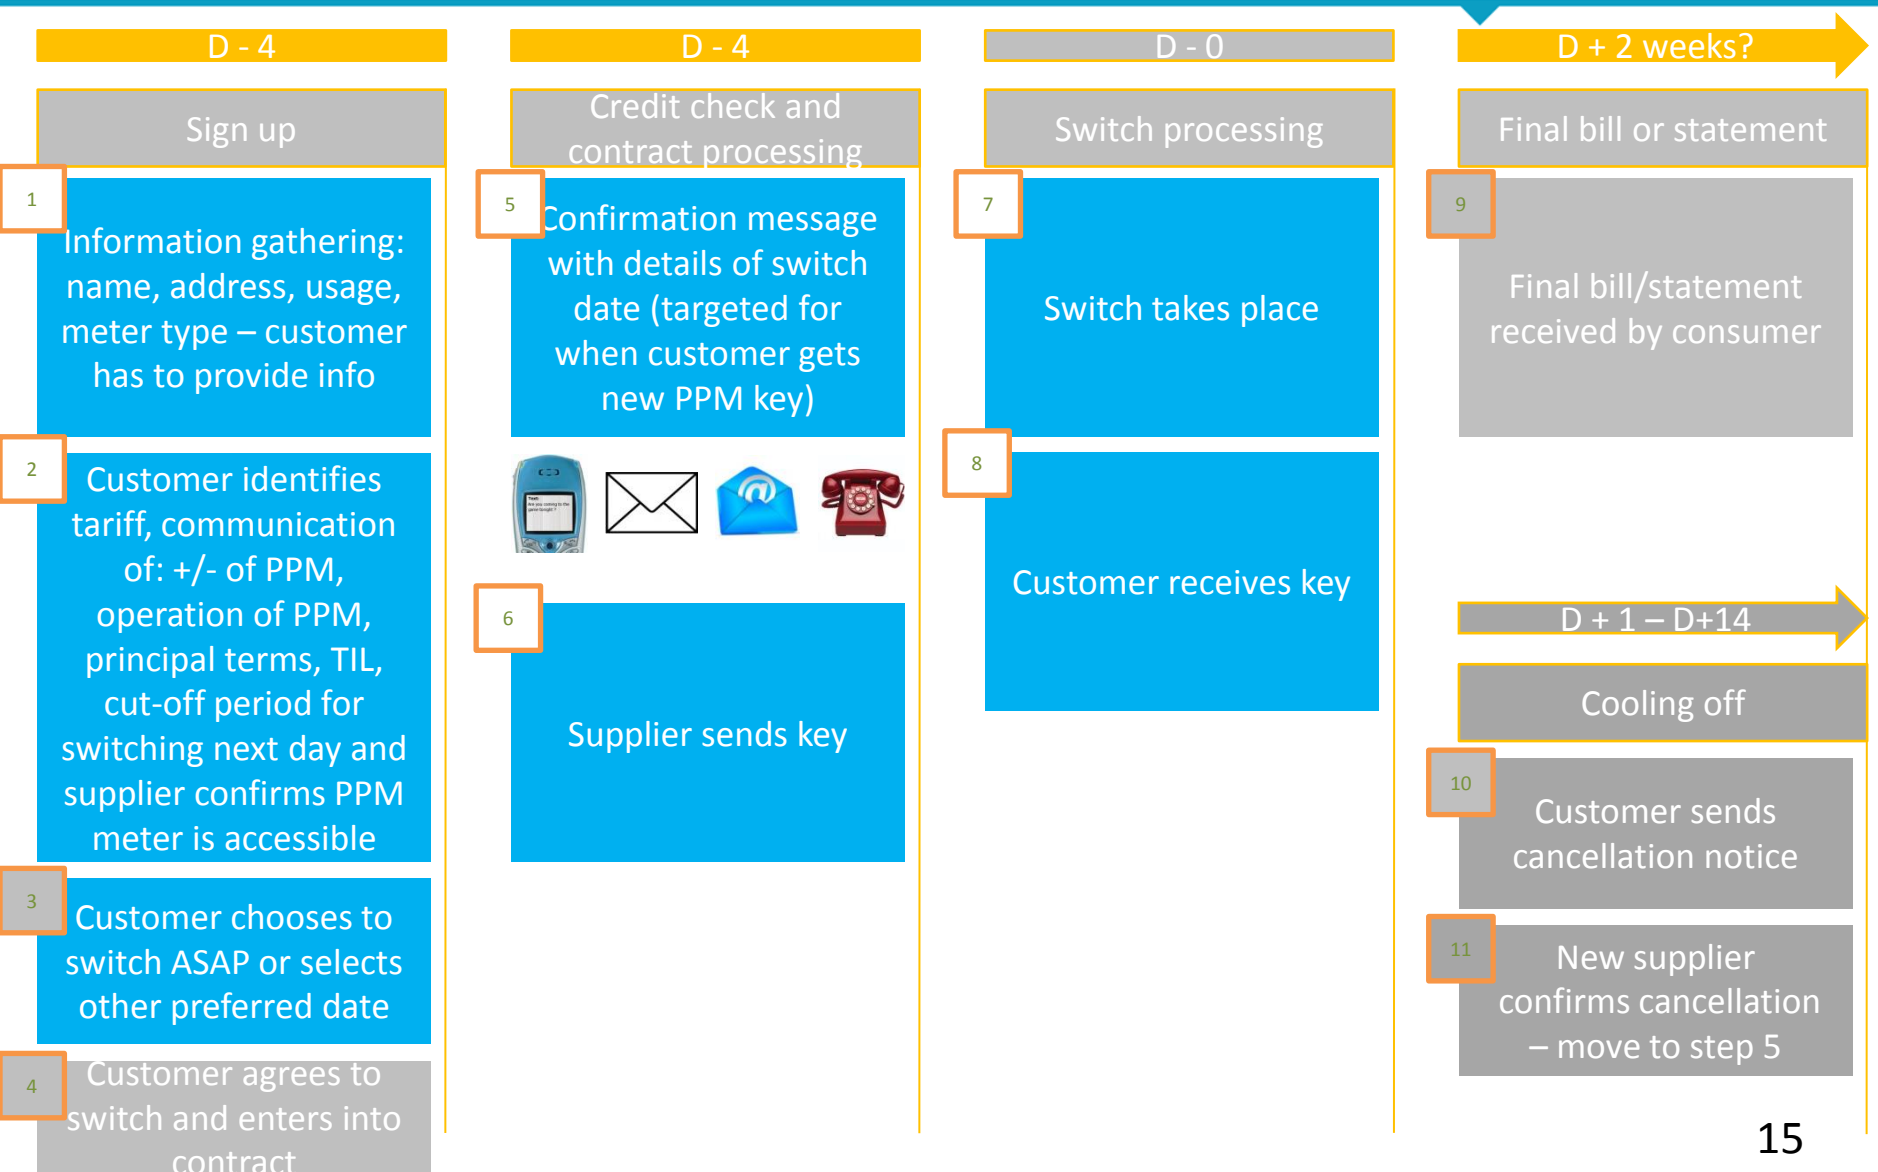 D - 4
Sign up
1
Information gathering:
name, address, usage,
meter type – customer
has to provide info
2
Customer identifies
tariff, communication
of: +/- of PPM,
operation of PPM,
principal terms, TIL,
cut-off period for
switching next day and
supplier confirms PPM
meter is accessible
3
Customer chooses to
switch ASAP or selects
other preferred date
4
Customer agrees to
switch and enters into
contract
D - 4
Credit check and
contract processing
5
Confirmation message
with details of switch
date (targeted for
when customer gets
new PPM key)
6
Supplier sends key
D - 0
Switch processing
7
Switch takes place
8
Customer receives key
D + 2 weeks?
Final bill or statement
9
Final bill/statement
received by consumer
D + 1 – D+14
Cooling off
10
Customer sends
cancellation notice
11
New supplier
confirms cancellation
– move to step 5
15